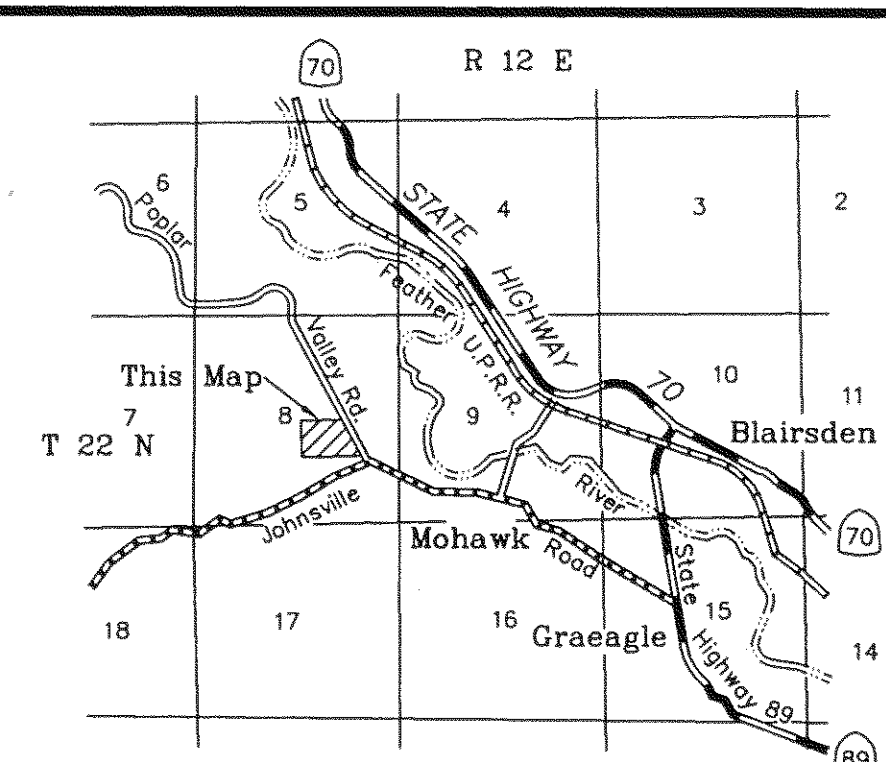 70
R 12 E
6
5
4
3
2
Poplar
STATE HIGHWAY
Feather
U.P.R.R.
Valley Rd.
70
This Map
7
8
9
10
11
T 22 N
Blairsden
River
Johnsville
Mohawk
Road
70
State
18
17
16
15
14
Graeagle
Highway
89
89